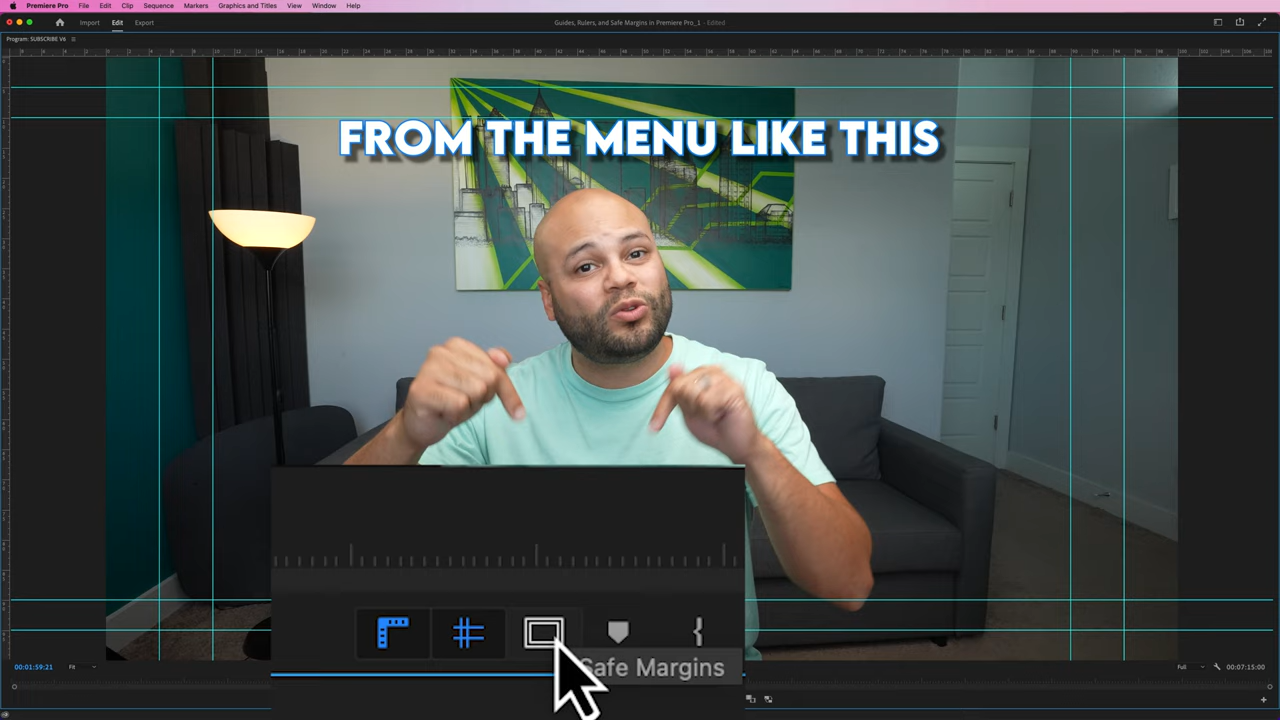 Premiere Pro File Edit Clip Sequence Markers Graphics and Titles View Window Help
Import Edit Export Guides, Rulers, and Safe Margins in Premiere Pro_1 - Edited
Program: SUBSCRIBE V6
FROM THE MENU LIKE THIS
Safe Margins
00:01:59:21 Fit Full 00:07:15:00